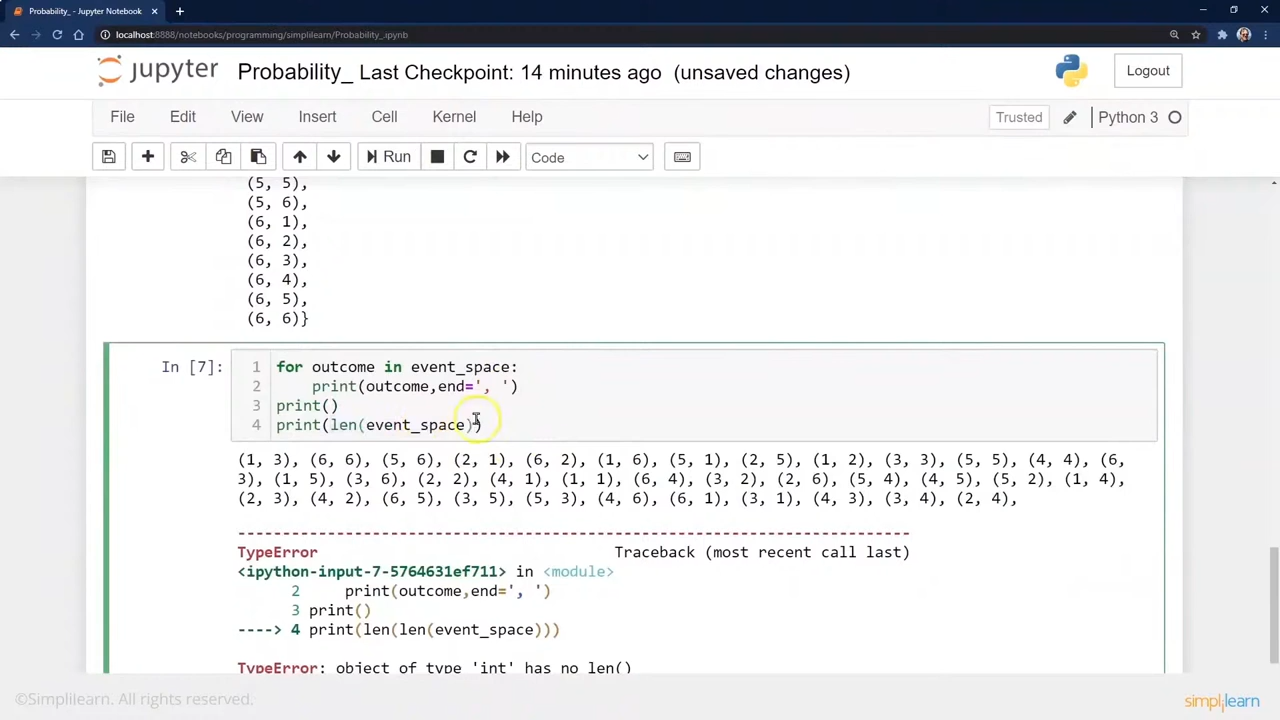 Probability_ - Jupyter Notebook
localhost:8888/notebooks/programming/simplilearn/Probability_.ipynb
jupyter Probability_ Last Checkpoint: 14 minutes ago (unsaved changes)
Logout
File Edit View Insert Cell Kernel Help
Trusted Python 3
Run Code
(5, 5),
(5, 6),
(6, 1),
(6, 2),
(6, 3),
(6, 4),
(6, 5),
(6, 6)}
In [7]:
1 for outcome in event_space:
2 print(outcome,end=', ')
3 print()
4 print(len(event_space))
(1, 3), (6, 6), (5, 6), (2, 1), (6, 2), (1, 6), (5, 1), (2, 5), (1, 2), (3, 3), (5, 5), (4, 4), (6,
3), (1, 5), (3, 6), (2, 2), (4, 1), (1, 1), (6, 4), (3, 2), (2, 6), (5, 4), (4, 5), (5, 2), (1, 4),
(2, 3), (4, 2), (6, 5), (3, 5), (5, 3), (4, 6), (6, 1), (3, 1), (4, 3), (3, 4), (2, 4),
---------------------------------------------------------------------------
TypeError Traceback (most recent call last)
<ipython-input-7-5764631ef711> in <module>
2 print(outcome,end=', ')
3 print()
----> 4 print(len(len(event_space)))
TypeError: object of type 'int' has no len()
©Simplilearn. All rights reserved.
simplilearn